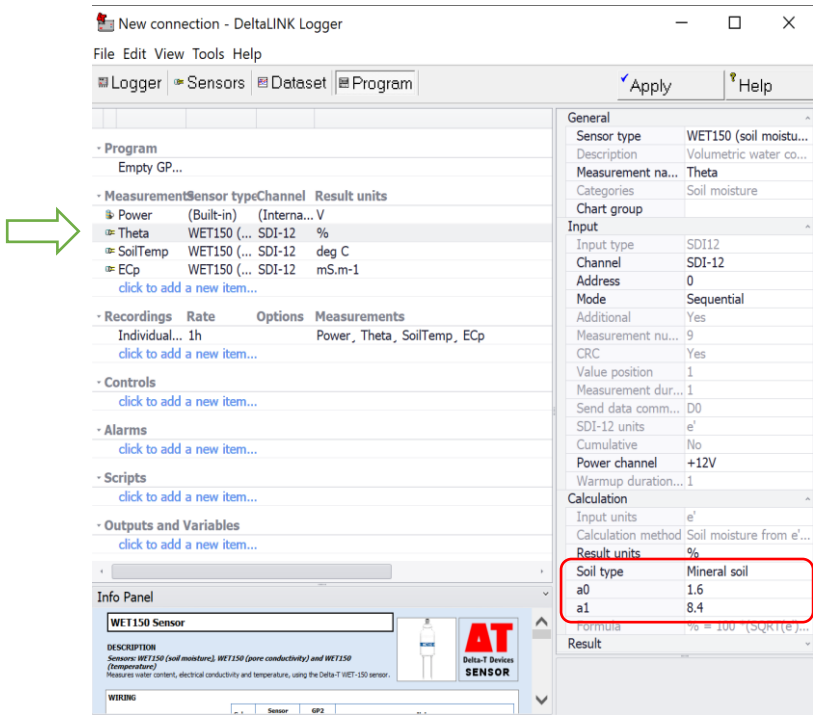 New connection - DeltaLINK Logger
File Edit View Tools Help
Logger Sensors Dataset Program Apply Help
- Program
Empty GP...
- Measurements Sensor type Channel Result units
Power (Built-in) (Interna... V
Theta WET150 (... SDI-12 %
SoilTemp WET150 (... SDI-12 deg C
ECp WET150 (... SDI-12 mS.m-1
click to add a new item...
- Recordings Rate Options Measurements
Individual... 1h Power, Theta, SoilTemp, ECp
click to add a new item...
- Controls
click to add a new item...
- Alarms
click to add a new item...
- Scripts
click to add a new item...
- Outputs and Variables
click to add a new item...
General
Sensor type WET150 (soil moistu...
Description Volumetric water co...
Measurement na... Theta
Categories Soil moisture
Chart group
Input
Input type SDI12
Channel SDI-12
Address 0
Mode Sequential
Additional Yes
Measurement nu... 9
CRC Yes
Value position 1
Measurement dur... 1
Send data comm... D0
SDI-12 units e'
Cumulative No
Power channel +12V
Warmup duration... 1
Calculation
Input units e'
Calculation method Soil moisture from e'...
Result units %
Soil type Mineral soil
a0 1.6
a1 8.4
Formula % = 100 *(SQRT(e')...
Result
Info Panel
WET150 Sensor
DESCRIPTION
Sensors: WET150 (soil moisture), WET150 (pore conductivity) and WET150
(temperature)
Measures water content, electrical conductivity and temperature, using the Delta-T WET-150 sensor.
WIRING
Sensor GP2
ΔT
Delta-T Devices
SENSOR